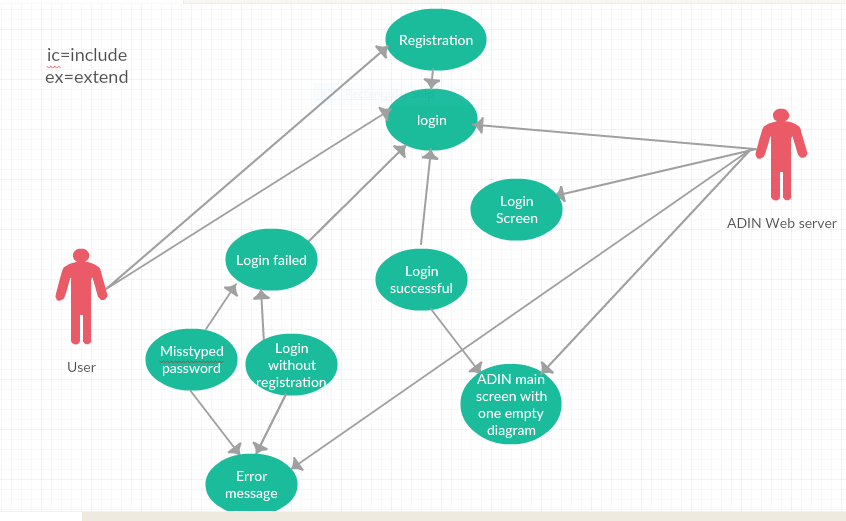 ic=include
ex=extend
Registration
login
Login
Screen
ADIN Web server
Login failed
Login
successful
User
Misstyped
password
Login
without
registration
ADIN main
screen with
one empty
diagram
Error
message